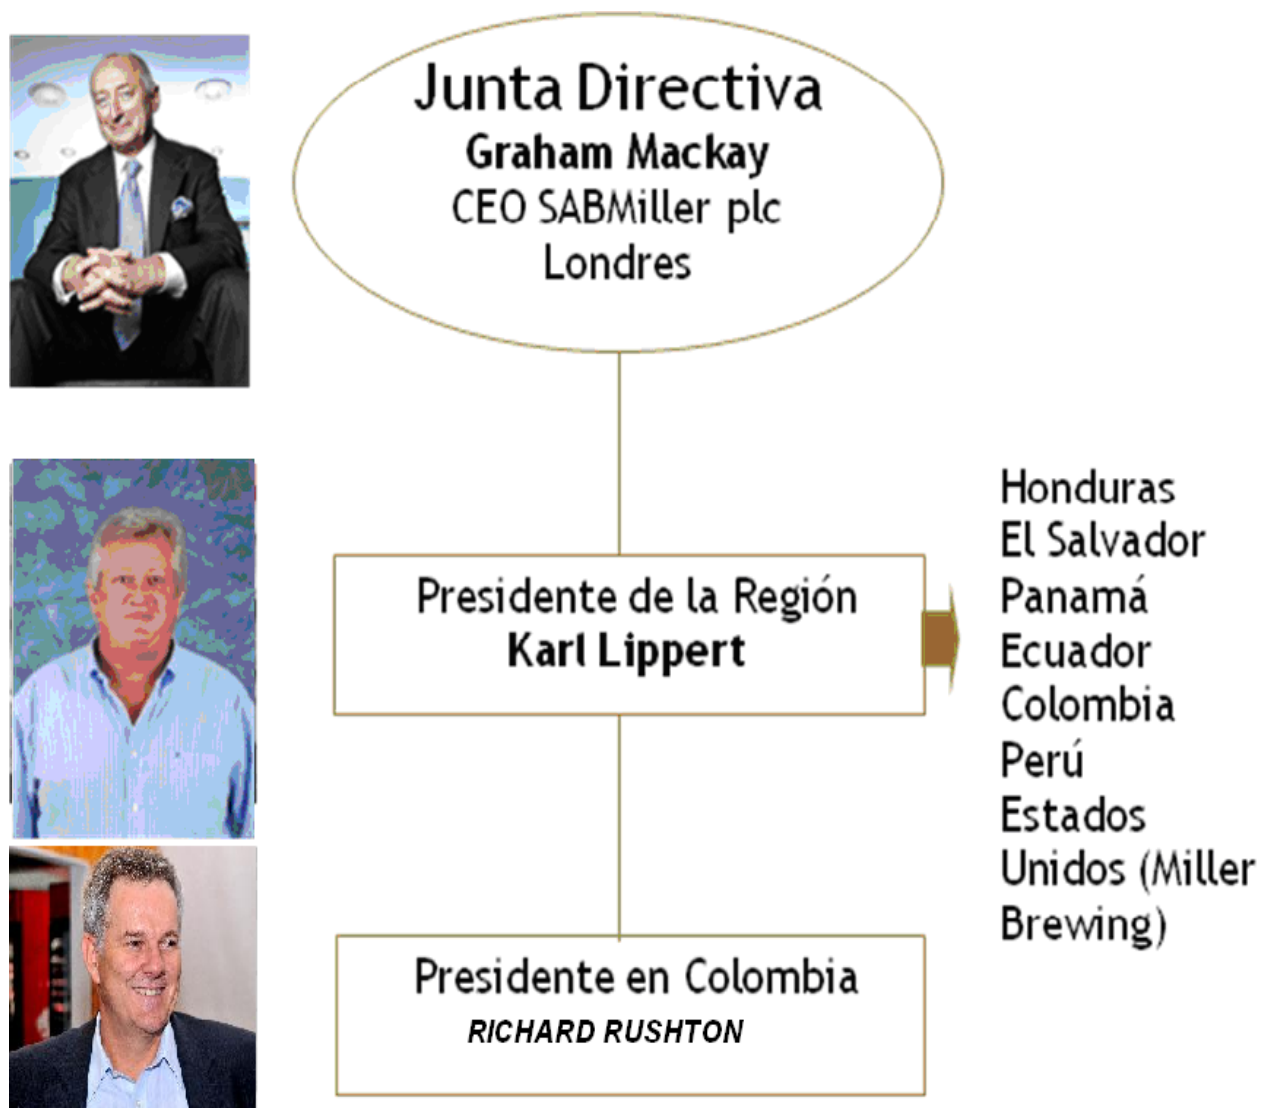 Junta Directiva
Graham Mackay
CEO SABMiller plc
Londres
Presidente de la Región
Karl Lippert
Honduras
El Salvador
Panamá
Ecuador
Colombia
Perú
Estados
Unidos (Miller
Brewing)
Presidente en Colombia
RICHARD RUSHTON